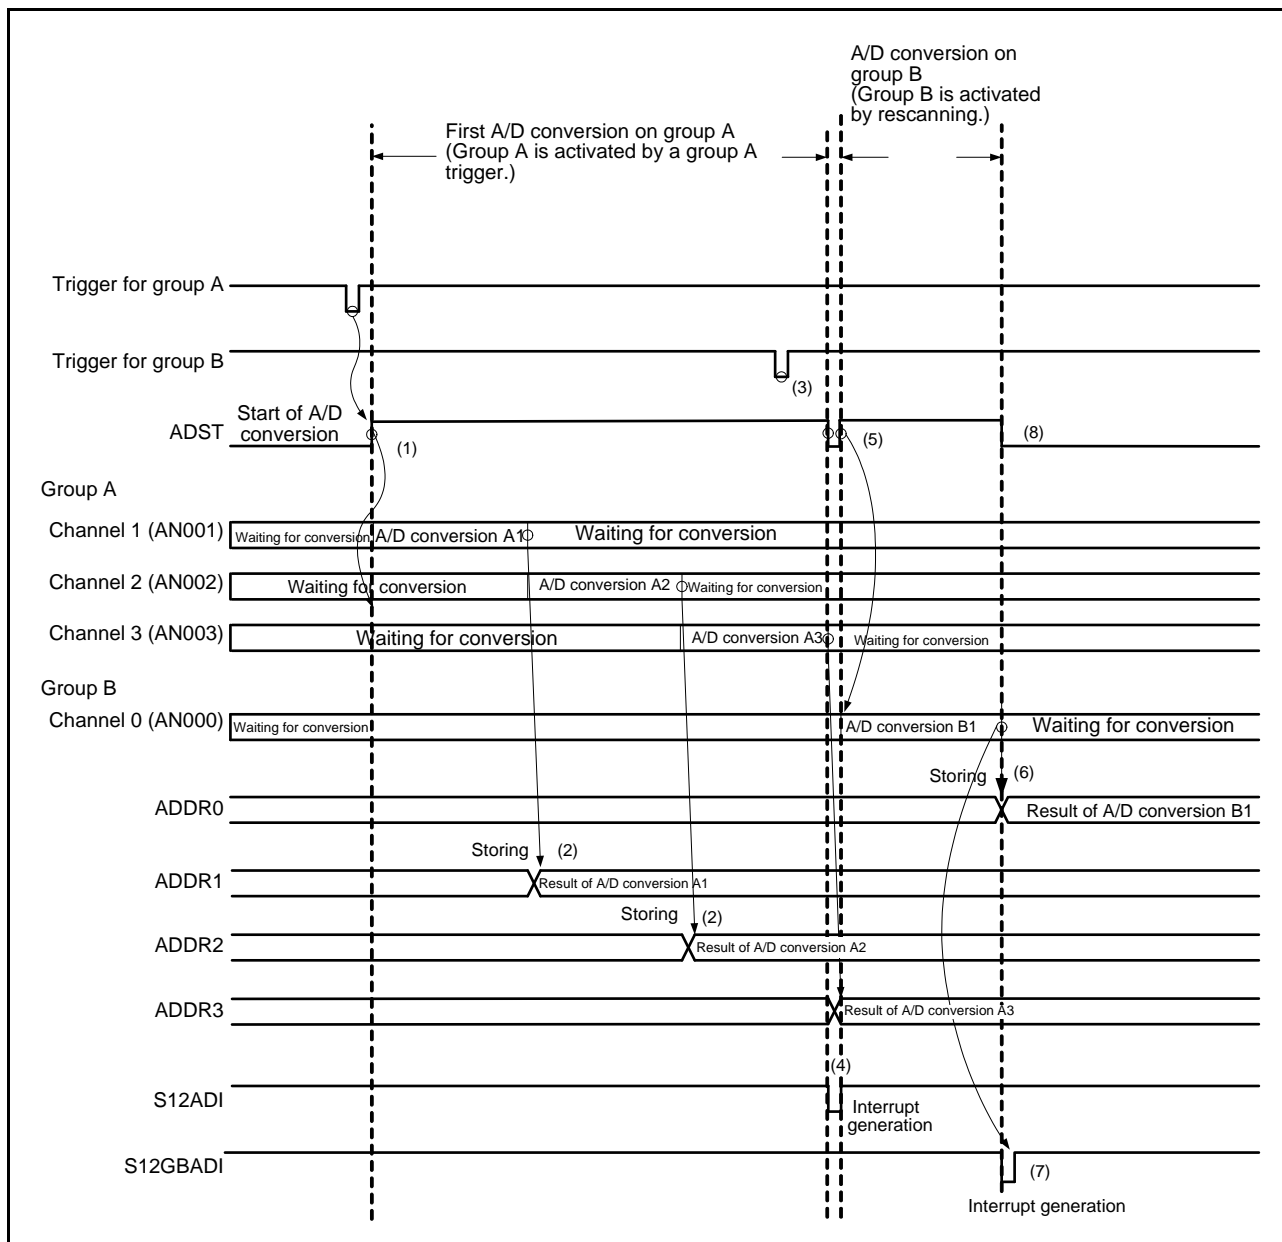 A/D conversion on
group B
(Group B is activated
by rescanning.)
First A/D conversion on group A
(Group A is activated by a group A
trigger.)
Trigger for group A
Trigger for group B
(3)
ADST
Start of A/D
conversion
(1)
(5)
(8)
Group A
Channel 1 (AN001)
Waiting for conversion
A/D conversion A1
Waiting for conversion
Channel 2 (AN002)
Waiting for conversion
A/D conversion A2
Waiting for conversion
Channel 3 (AN003)
Waiting for conversion
A/D conversion A3
Waiting for conversion
Group B
Channel 0 (AN000)
Waiting for conversion
A/D conversion B1
Waiting for conversion
Storing
(6)
ADDR0
Result of A/D conversion B1
Storing
(2)
ADDR1
Result of A/D conversion A1
Storing
(2)
ADDR2
Result of A/D conversion A2
ADDR3
Result of A/D conversion A3
(4)
S12ADI
Interrupt
generation
S12GBADI
(7)
Interrupt generation